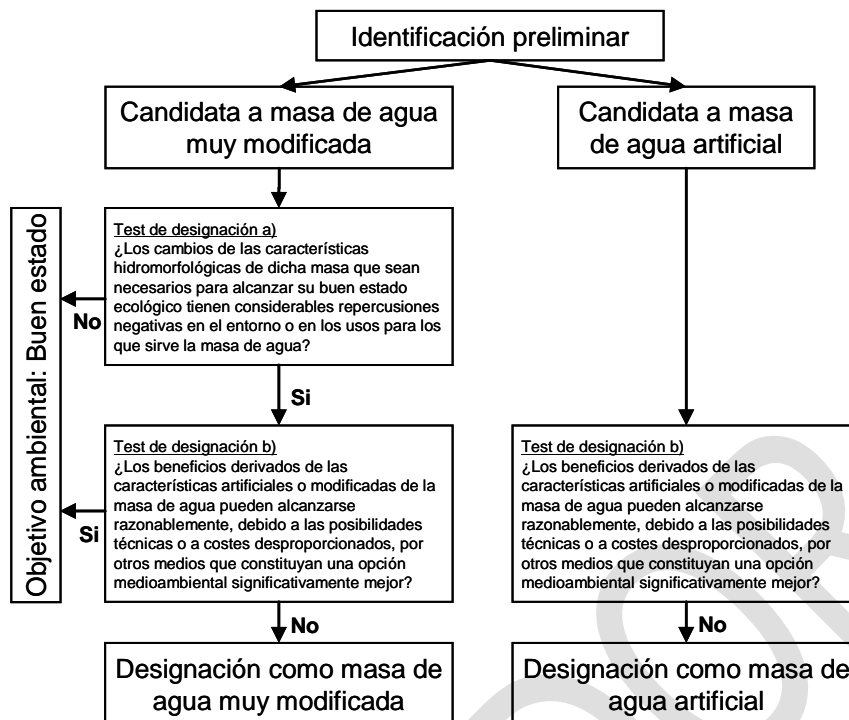 Identificación preliminar
Candidata a masa de agua
muy modificada
Candidata a masa
de agua artificial
Objetivo ambiental: Buen estado
Test de designación a)
¿Los cambios de las características
hidromorfológicas de dicha masa que sean
necesarios para alcanzar su buen estado
ecológico tienen considerables repercusiones
negativas en el entorno o en los usos para los
que sirve la masa de agua?
No
Si
Test de designación b)
¿Los beneficios derivados de las
características artificiales o modificadas de la
masa de agua pueden alcanzarse
razonablemente, debido a las posibilidades
técnicas o a costes desproporcionados, por
otros medios que constituyan una opción
medioambiental significativamente mejor?
Si
No
Test de designación b)
¿Los beneficios derivados de las
características artificiales o modificadas de la
masa de agua pueden alcanzarse
razonablemente, debido a las posibilidades
técnicas o a costes desproporcionados, por
otros medios que constituyan una opción
medioambiental significativamente mejor?
No
Designación como masa de
agua muy modificada
Designación como masa de
agua artificial